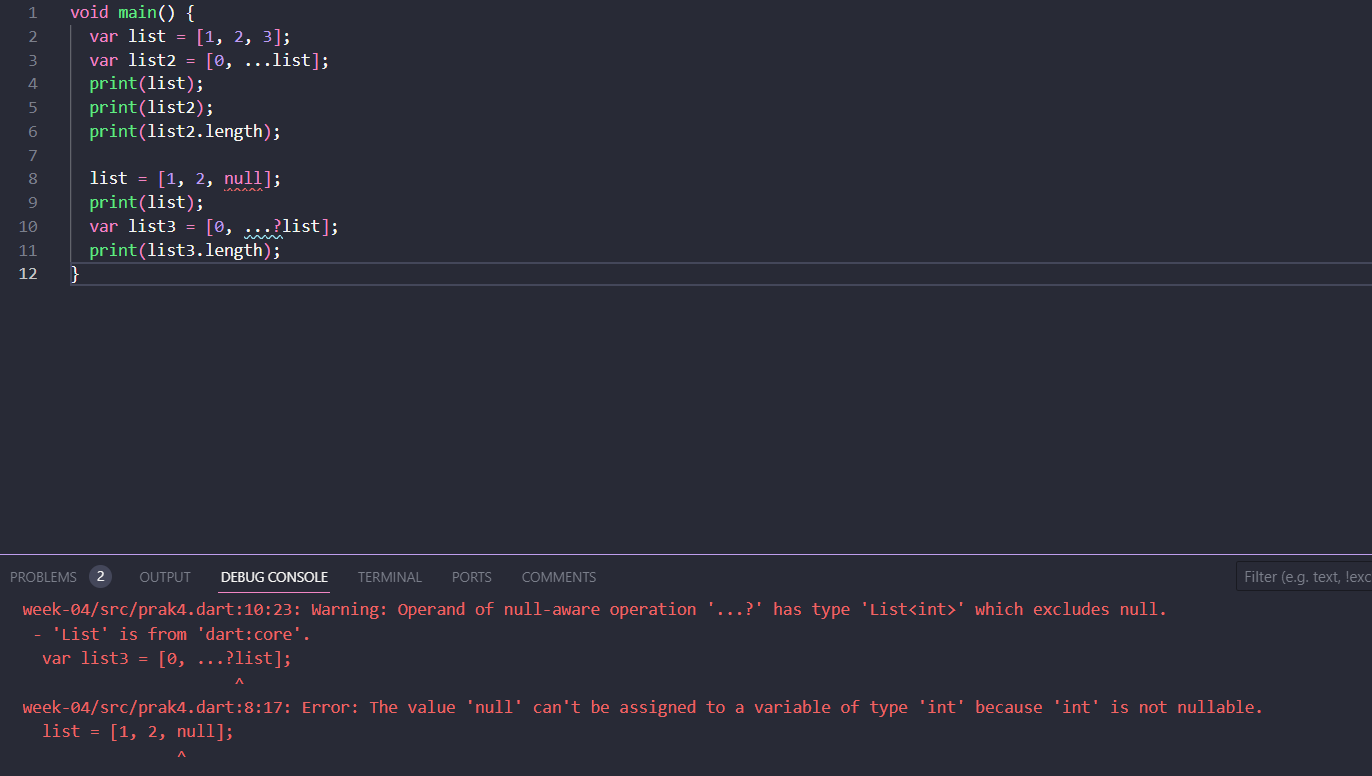 1 void main() {
2 var list = [1, 2, 3];
3 var list2 = [0, ...list];
4 print(list);
5 print(list2);
6 print(list2.length);
7
8 list = [1, 2, null];
9 print(list);
10 var list3 = [0, ...?list];
11 print(list3.length);
12 }
PROBLEMS 2 OUTPUT DEBUG CONSOLE TERMINAL PORTS COMMENTS Filter (e.g. text, !exc
week-04/src/prak4.dart:10:23: Warning: Operand of null-aware operation '...?' has type 'List<int>' which excludes null.
- 'List' is from 'dart:core'.
var list3 = [0, ...?list];
^
week-04/src/prak4.dart:8:17: Error: The value 'null' can't be assigned to a variable of type 'int' because 'int' is not nullable.
list = [1, 2, null];
^